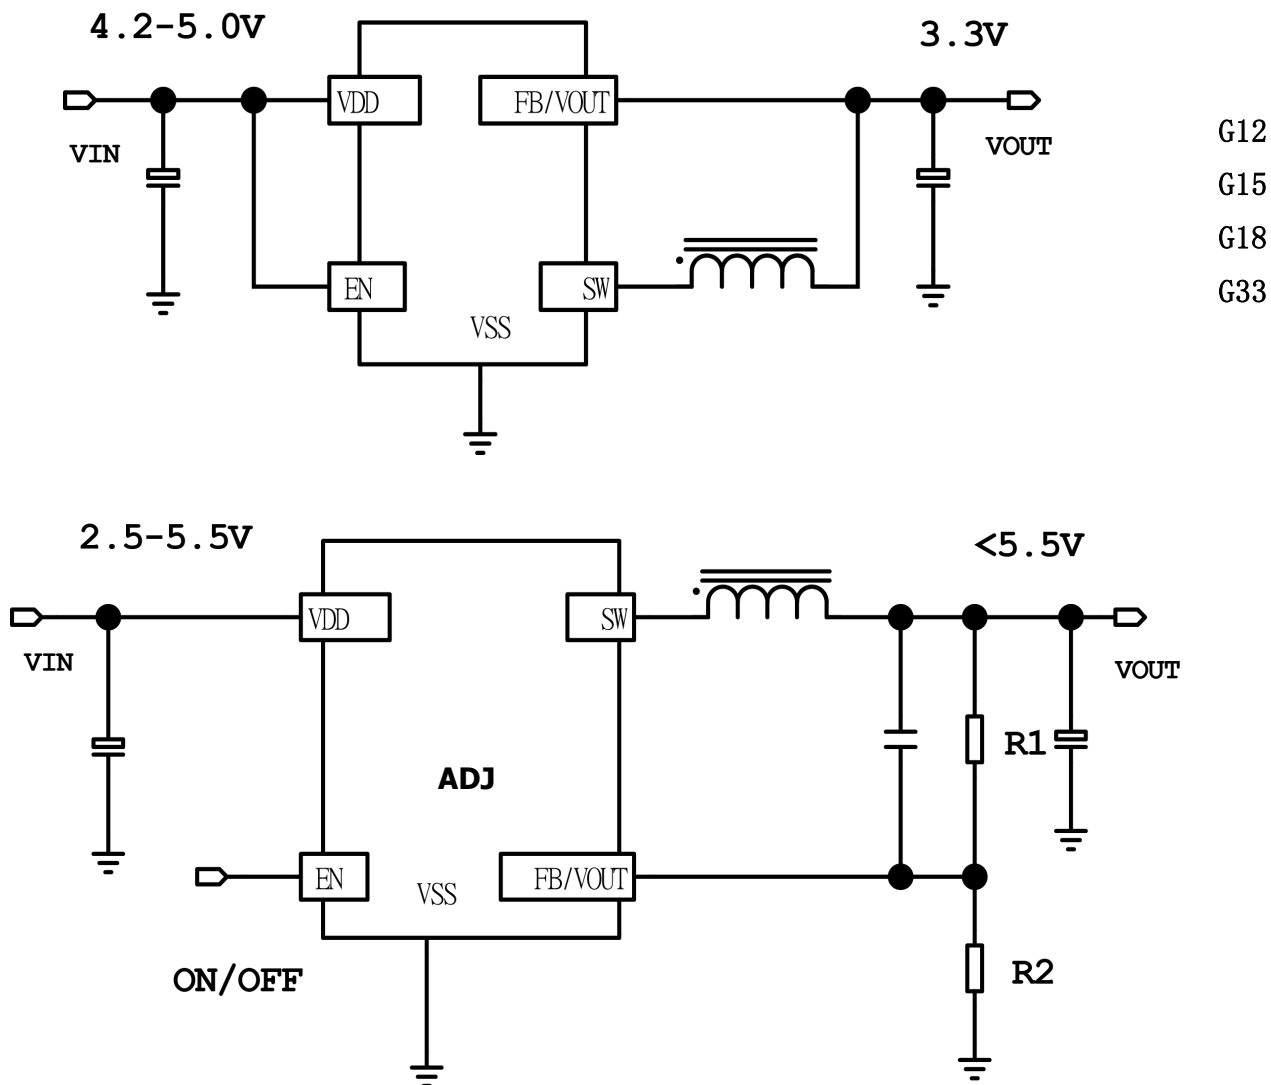 4.2-5.0V
3.3V
VDD
FB/VOUT
VIN
VOUT
G12
G15
G18
G33
EN
SW
VSS
2.5-5.5V
<5.5V
VDD
SW
VIN
VOUT
R1
ADJ
EN
VSS
FB/VOUT
ON/OFF
R2